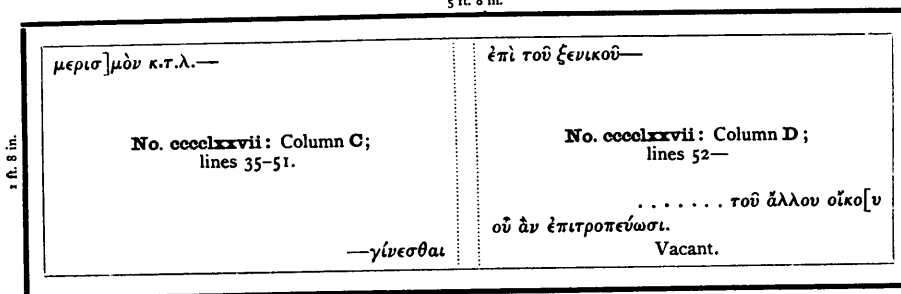 5 ft. 8 in.
1 ft. 8 in.
μερισ]μὸν κ.τ.λ.—
No. cccclxxvii: Column C;
lines 35–51.
—γίνεσθαι
ἐπὶ τοῦ ξενικοῦ—
No. cccclxxvii: Column D;
lines 52—
. . . . . . . τοῦ ἄλλου οἴκο[υ
οὗ ἂν ἐπιτροπεύωσι.
Vacant.